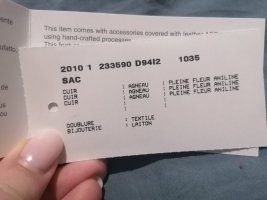 This item comes with accessories covered with
using hand-crafted processes
2010 1 233590 D94I2 1035
SAC
CUIR : AGNEAU : PLEINE FLEUR ANILINE
CUIR : AGNEAU : PLEINE FLEUR ANILINE
CUIR : AGNEAU : PLEINE FLEUR ANILINE
DOUBLURE : TEXTILE
BIJOUTERIE : LAITON